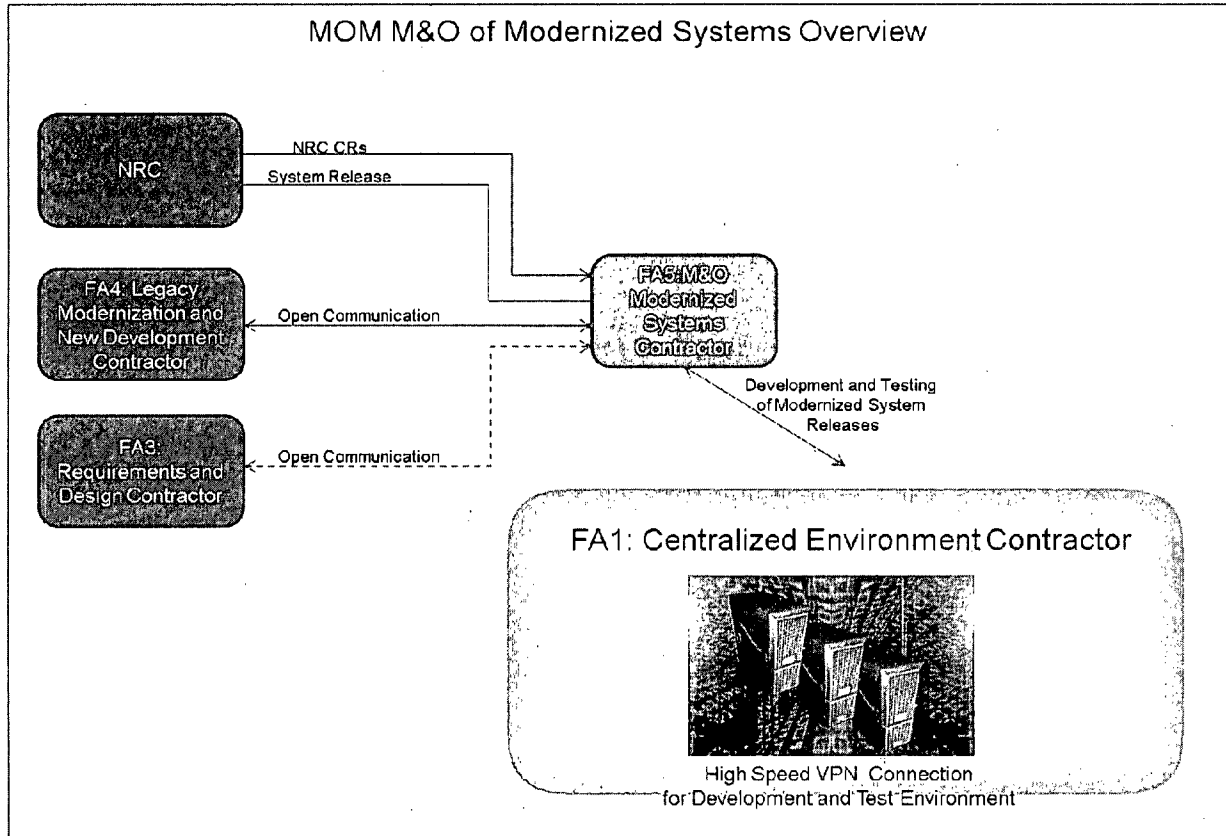 MOM M&O of Modernized Systems Overview
NRC
NRC CRs
System Release
FA4: Legacy
Modernization and
New Development
Contractor
Open Communication
FA5:M&O
Modernized
Systems
Contractor
FA3:
Requirements and
Design Contractor
Open Communication
Development and Testing
of Modernized System
Releases
FA1: Centralized Environment Contractor
High Speed VPN Connection
for Development and Test Environment